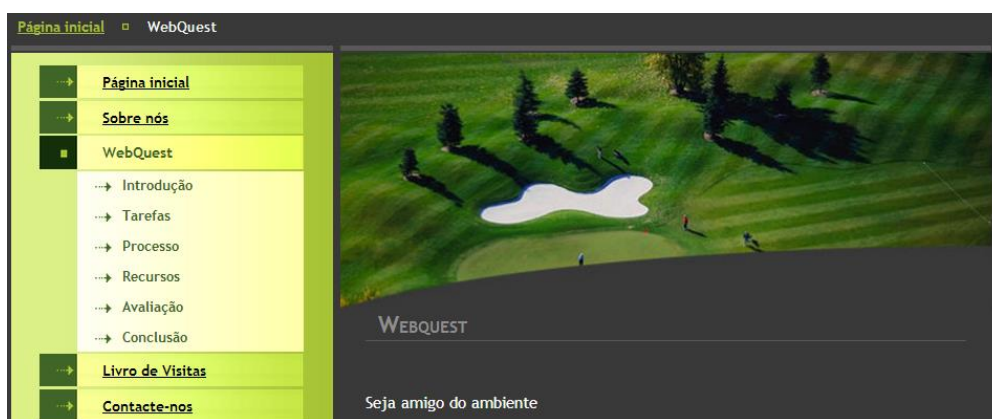 Página inicial WebQuest
Página inicial
Sobre nós
WebQuest
Introdução
Tarefas
Processo
Recursos
Avaliação
Conclusão
Livro de Visitas
Contacte-nos
Webquest
Seja amigo do ambiente